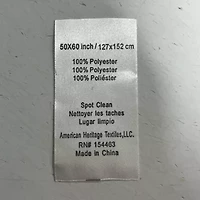 50X60 inch / 127x152 cm
100% Polyester
100% Polyester
100% Poliéster
Spot Clean
Nettoyer les taches
Lugar limpio
American Heritage Textiles,LLC.
RN# 154463
Made in China